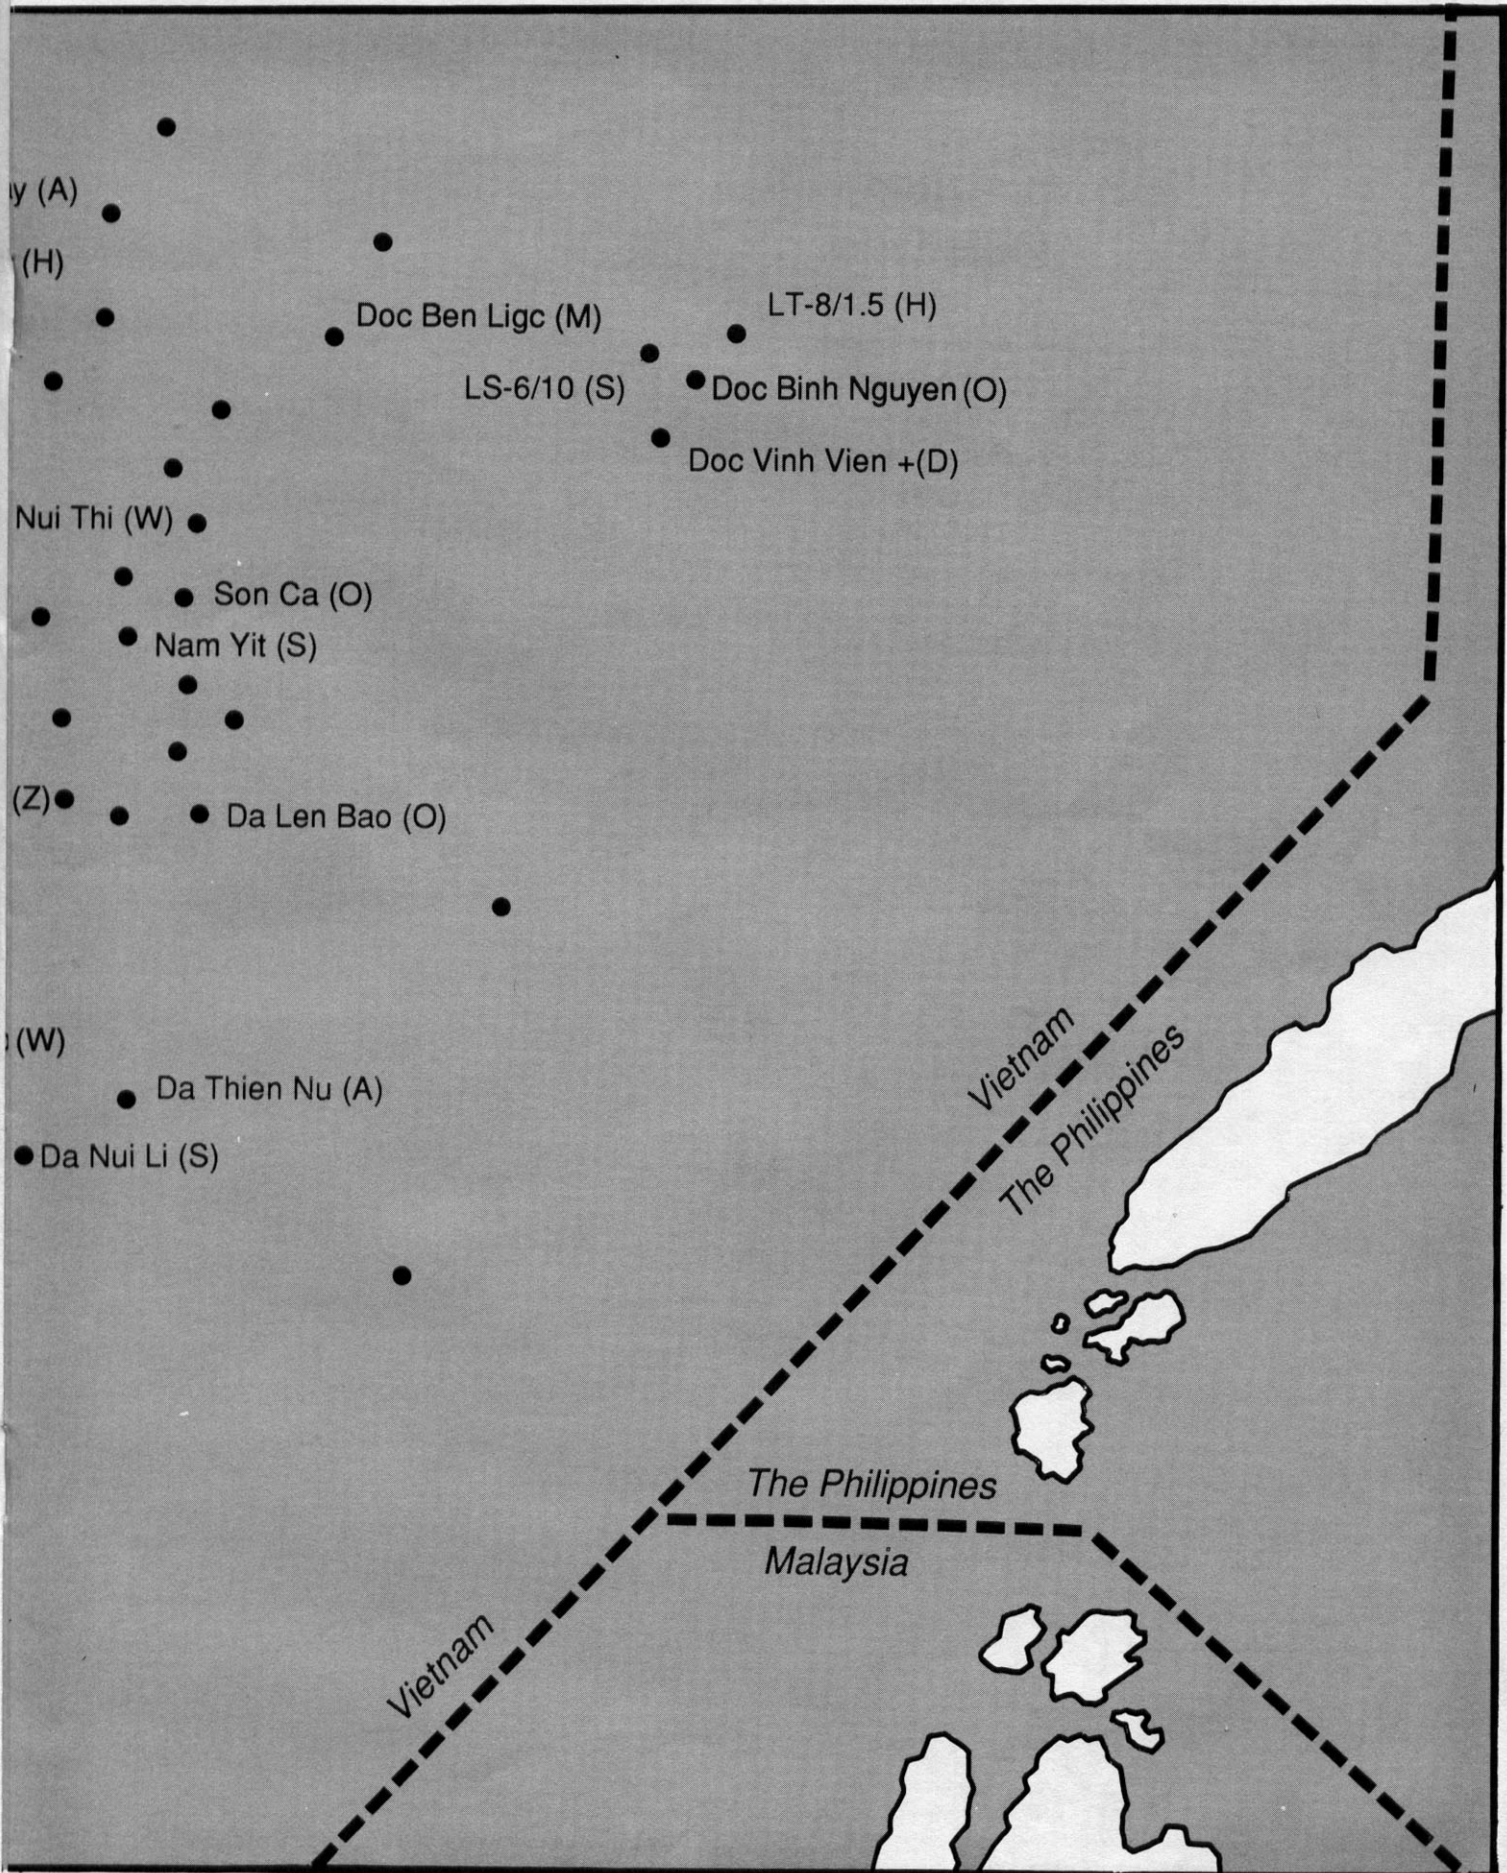 (A)
(H)
LT-8/1.5 (H)
Doc Ben Ligc (M)
LS-6/10 (S)
Doc Binh Nguyen (O)
Doc Vinh Vien +(D)
Nui Thi (W)
Son Ca (O)
Nam Yit (S)
(Z)
Da Len Bao (O)
(W)
Da Thien Nu (A)
Da Nui Li (S)
Vietnam
The Philippines
The Philippines
Malaysia
Vietnam